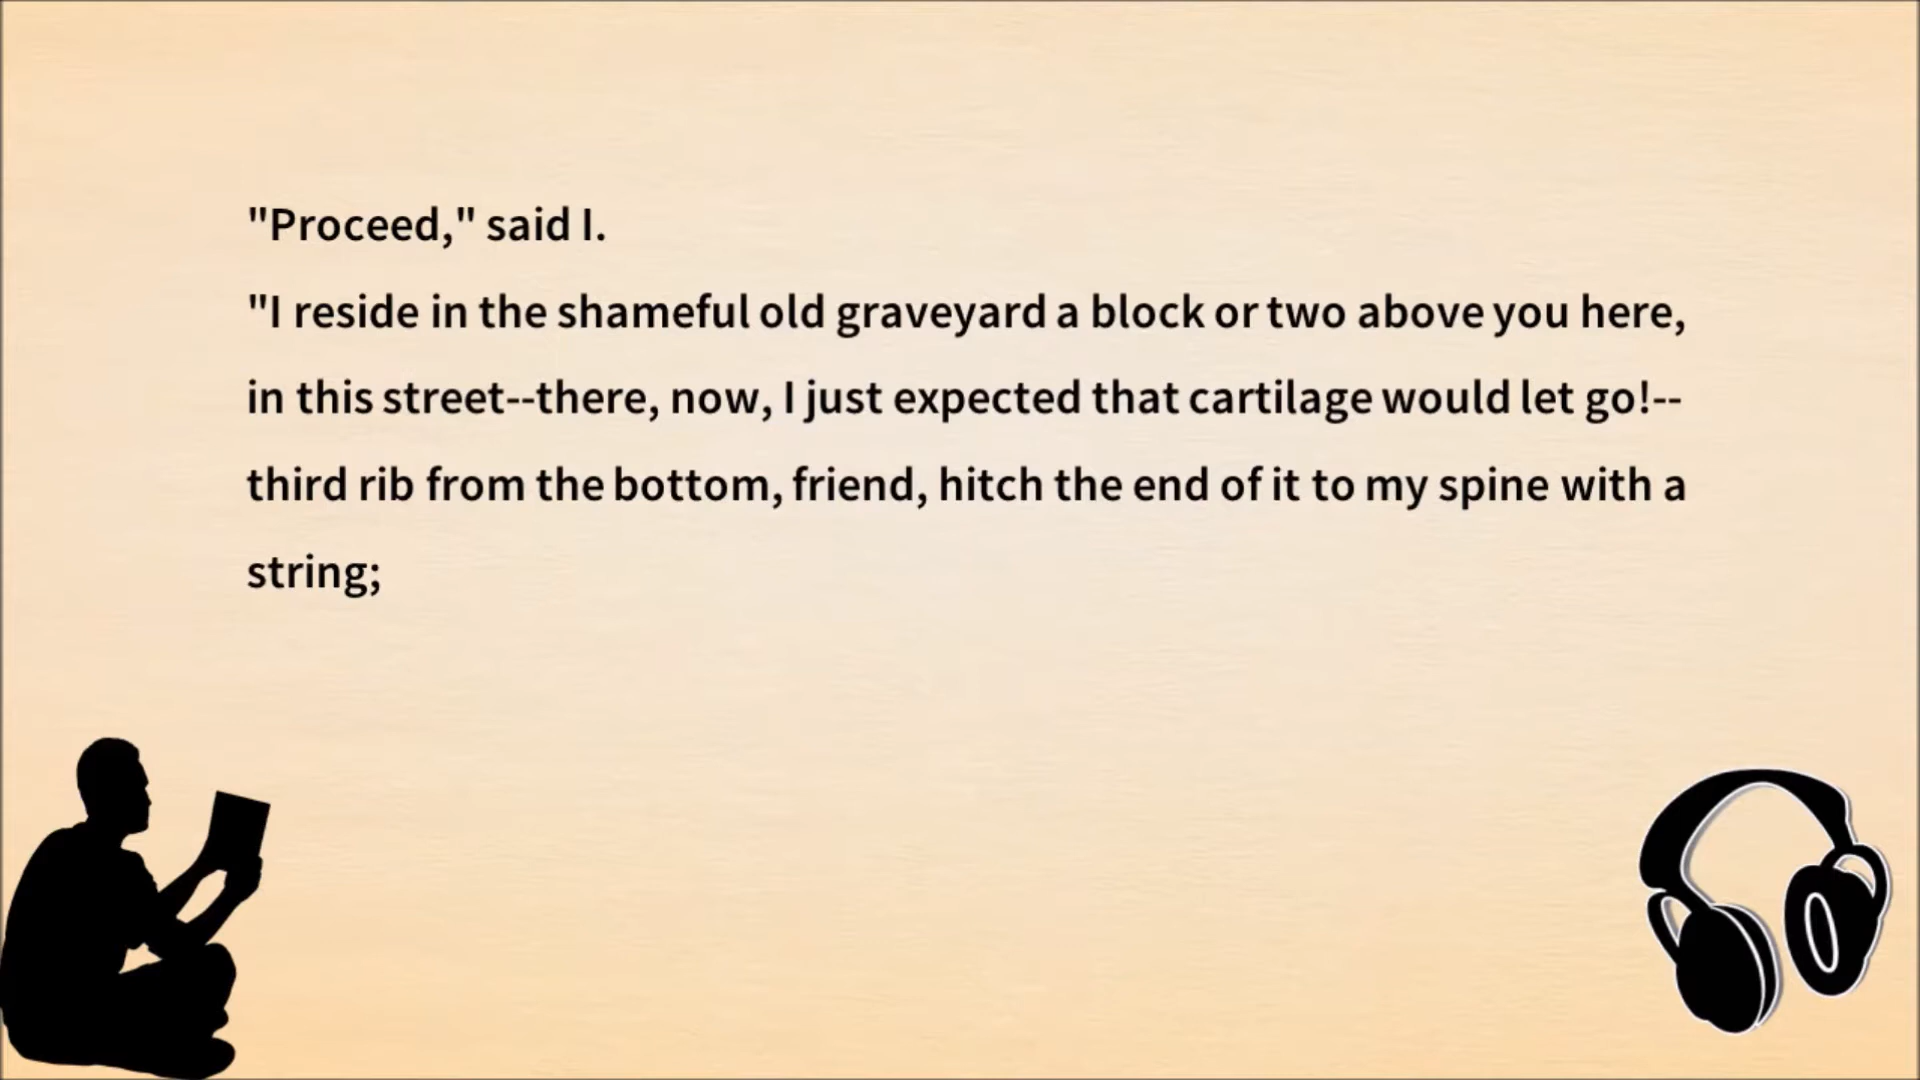 "Proceed," said I.
"I reside in the shameful old graveyard a block or two above you here,
in this street--there, now, I just expected that cartilage would let go!--
third rib from the bottom, friend, hitch the end of it to my spine with a
string;